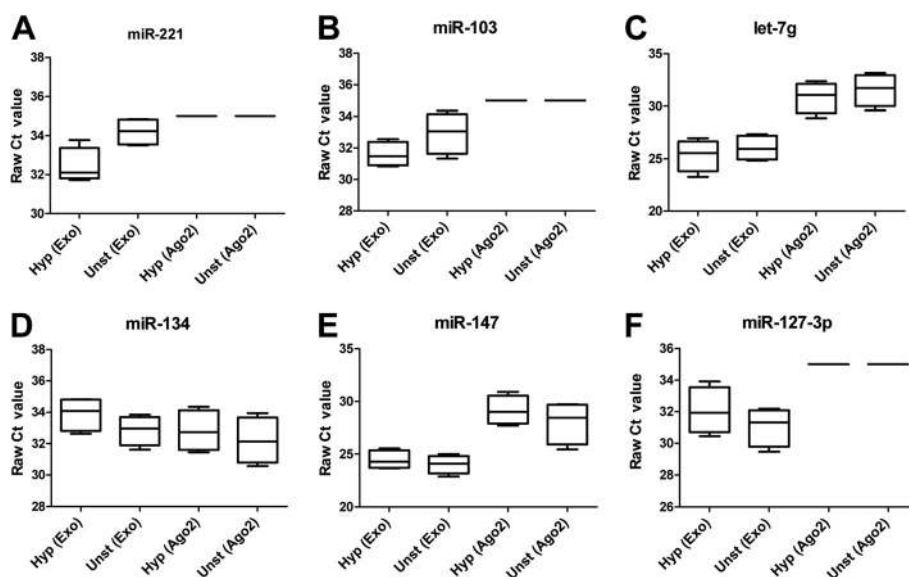 A
miR-221
Raw Ct value
38
36
34
32
30
Hyp (Exo)
Unst (Exo)
Hyp (Ago2)
Unst (Ago2)
B
miR-103
Raw Ct value
38
36
34
32
30
28
Hyp (Exo)
Unst (Exo)
Hyp (Ago2)
Unst (Ago2)
C
let-7g
Raw Ct value
35
30
25
20
Hyp (Exo)
Unst (Exo)
Hyp (Ago2)
Unst (Ago2)
D
miR-134
Raw Ct value
38
36
34
32
30
28
Hyp (Exo)
Unst (Exo)
Hyp (Ago2)
Unst (Ago2)
E
miR-147
Raw Ct value
35
30
25
20
Hyp (Exo)
Unst (Exo)
Hyp (Ago2)
Unst (Ago2)
F
miR-127-3p
Raw Ct value
36
34
32
30
28
26
Hyp (Exo)
Unst (Exo)
Hyp (Ago2)
Unst (Ago2)